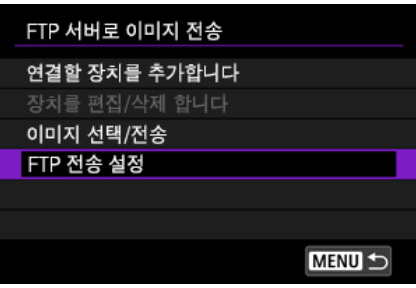 FTP 서버로 이미지 전송
연결할 장치를 추가합니다
장치를 편집/삭제 합니다
이미지 선택/전송
FTP 전송 설정
MENU